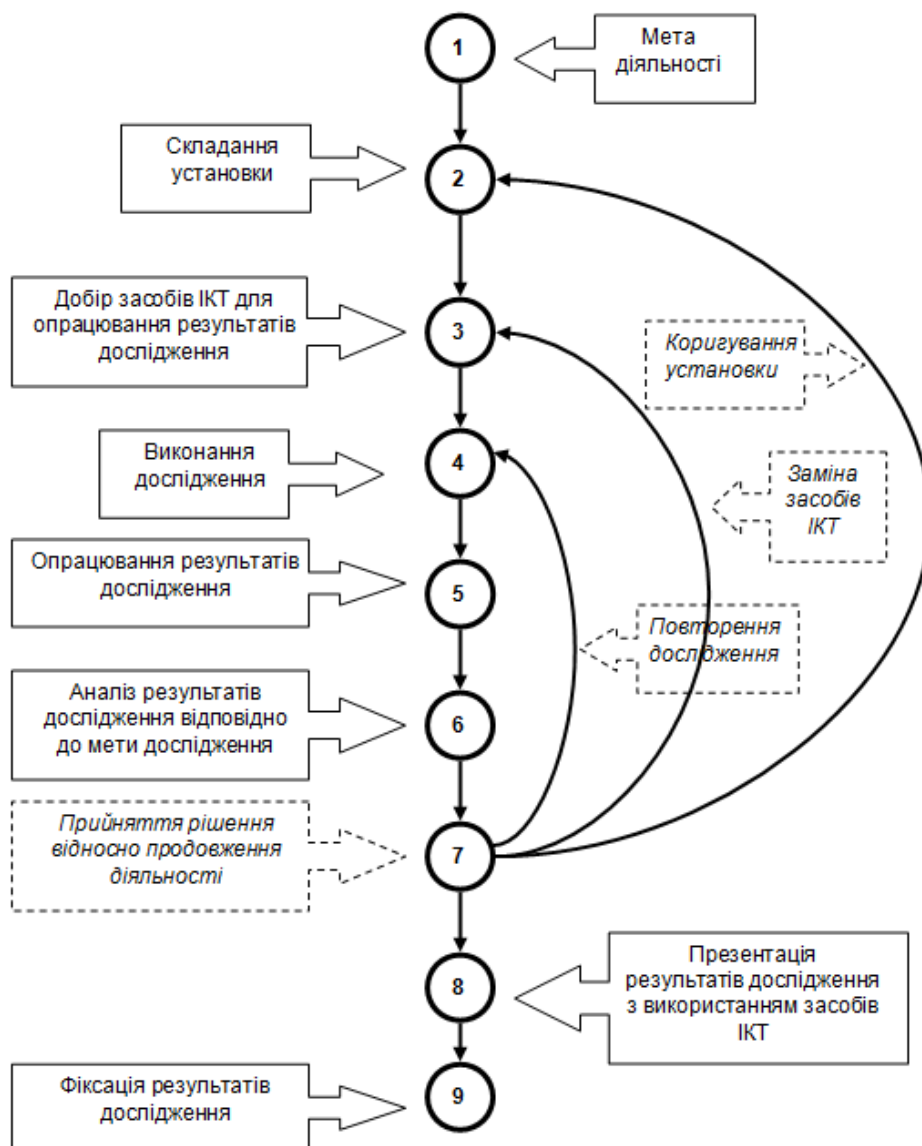 1
Мета
діяльності
Складання
установки
2
Добір засобів ІКТ для
опрацювання результатів
дослідження
3
Коригування
установки
Виконання
дослідження
4
Заміна
засобів
ІКТ
Опрацювання результатів
дослідження
5
Повторення
дослідження
Аналіз результатів
дослідження відповідно
до мети дослідження
6
Прийняття рішення
відносно продовження
діяльності
7
Презентація
результатів дослідження
з використанням засобів
ІКТ
8
Фіксація результатів
дослідження
9